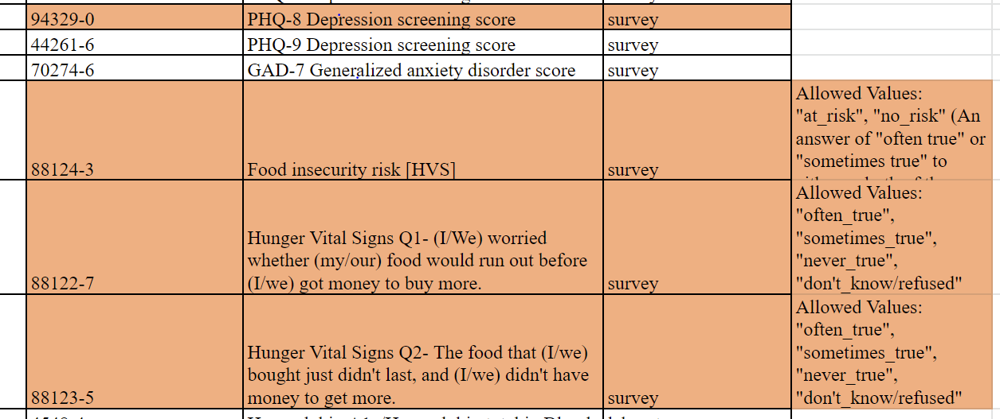 survey
94329-0 PHQ-8 Depression screening score survey
44261-6 PHQ-9 Depression screening score survey
70274-6 GAD-7 Generalized anxiety disorder score survey
Allowed Values:
"at_risk", "no_risk" (An
answer of "often true" or
"sometimes true" to
88124-3 Food insecurity risk [HVS] survey
Allowed Values:
"often_true",
"sometimes_true",
"never_true",
"don't_know/refused"
Hunger Vital Signs Q1- (I/We) worried
whether (my/our) food would run out before
(I/we) got money to buy more.
88122-7 survey
Allowed Values:
"often_true",
"sometimes_true",
"never_true",
"don't_know/refused"
Hunger Vital Signs Q2- The food that (I/we)
bought just didn't last, and (I/we) didn't have
money to get more.
88123-5 survey